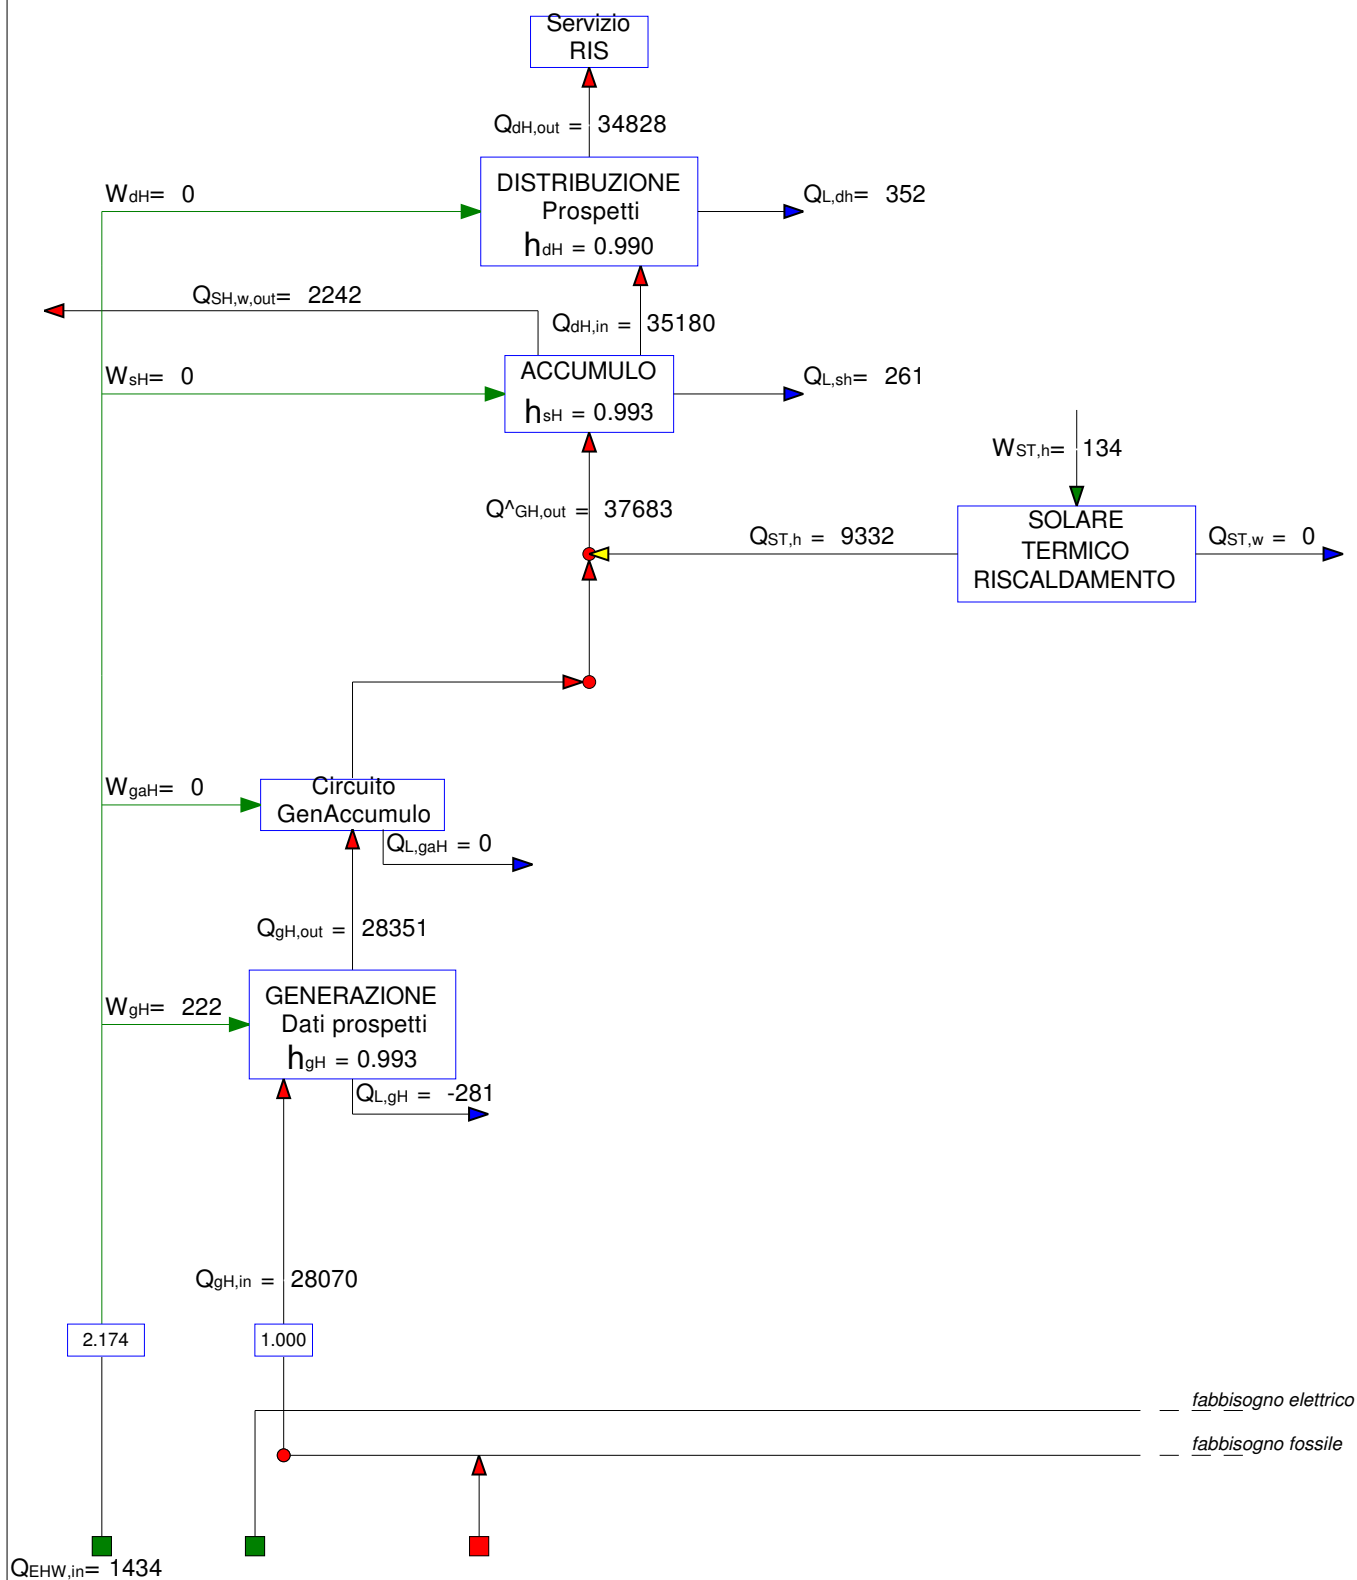 Servizio
RIS
QdH,out = 34828
DISTRIBUZIONE
Prospetti
hdH = 0.990
WdH= 0
QL,dh= 352
QSH,w,out= 2242
QdH,in = 35180
WsH= 0
ACCUMULO
hsH = 0.993
QL,sh= 261
WST,h= 134
Q^GH,out = 37683
QST,h = 9332
SOLARE
TERMICO
RISCALDAMENTO
QST,w = 0
WgaH= 0
Circuito
GenAccumulo
QL,gaH = 0
QgH,out = 28351
WgH= 222
GENERAZIONE
Dati prospetti
hgH = 0.993
QL,gH = -281
QgH,in = 28070
2.174
1.000
fabbisogno elettrico
fabbisogno fossile
QEHW,in= 1434